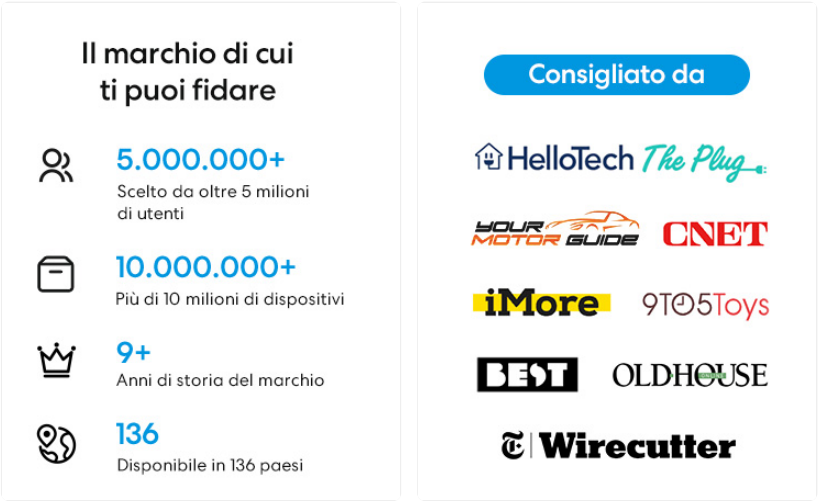 Il marchio di cui
ti puoi fidare
5.000.000+
Scelto da oltre 5 milioni
di utenti
10.000.000+
Più di 10 milioni di dispositivi
9+
Anni di storia del marchio
136
Disponibile in 136 paesi
Consigliato da
HelloTech The Plug
YOUR MOTOR GUIDE CNET
iMore 9TO5Toys
BEST OLDHOUSE
T Wirecutter